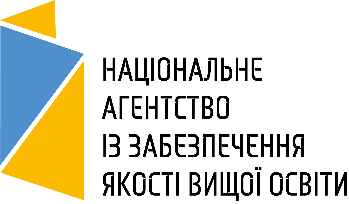 НАЦІОНАЛЬНЕ
АГЕНТСТВО
ІЗ ЗАБЕЗПЕЧЕННЯ
ЯКОСТІ ВИЩОЇ ОСВІТИ